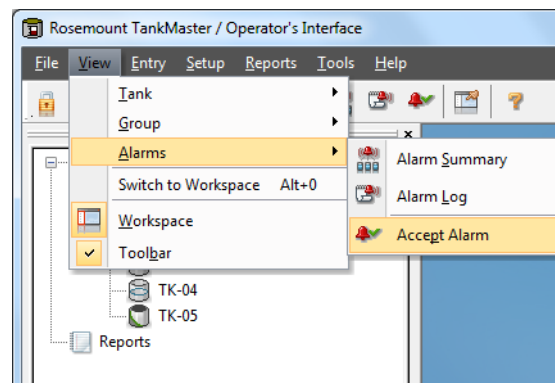 Rosemount TankMaster / Operator's Interface
File View Entry Setup Reports Tools Help
Tank
Group
Alarms
Switch to Workspace Alt+0
Workspace
Toolbar
Alarm Summary
Alarm Log
Accept Alarm
TK-04
TK-05
Reports